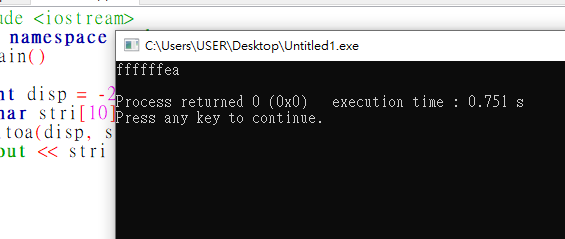 ude <iostream>
namespace
ain()
nt disp = -2
har stri[10]
toa(disp, s
out << stri
C:\Users\USER\Desktop\Untitled1.exe
ffffffea
Process returned 0 (0x0)   execution time : 0.751 s
Press any key to continue.